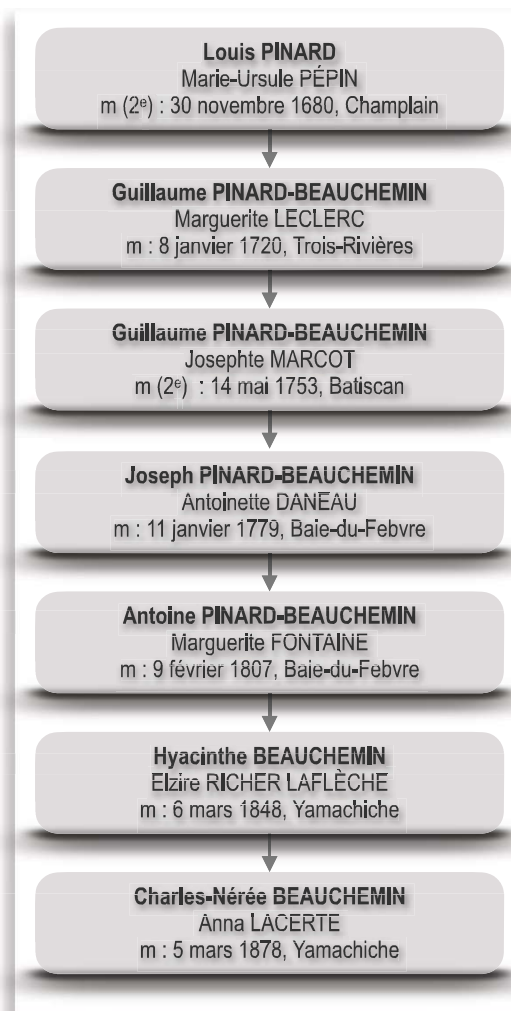 Louis PINARD
Marie-Ursule PÉPIN
m (2e) : 30 novembre 1680, Champlain
Guillaume PINARD-BEAUCHEMIN
Marguerite LECLERC
m : 8 janvier 1720, Trois-Rivières
Guillaume PINARD-BEAUCHEMIN
Josephte MARCOT
m (2e) : 14 mai 1753, Batiscan
Joseph PINARD-BEAUCHEMIN
Antoinette DANEAU
m : 11 janvier 1779, Baie-du-Febvre
Antoine PINARD-BEAUCHEMIN
Marguerite FONTAINE
m : 9 février 1807, Baie-du-Febvre
Hyacinthe BEAUCHEMIN
Elzire RICHER LAFLÈCHE
m : 6 mars 1848, Yamachiche
Charles-Nérée BEAUCHEMIN
Anna LACERTE
m : 5 mars 1878, Yamachiche